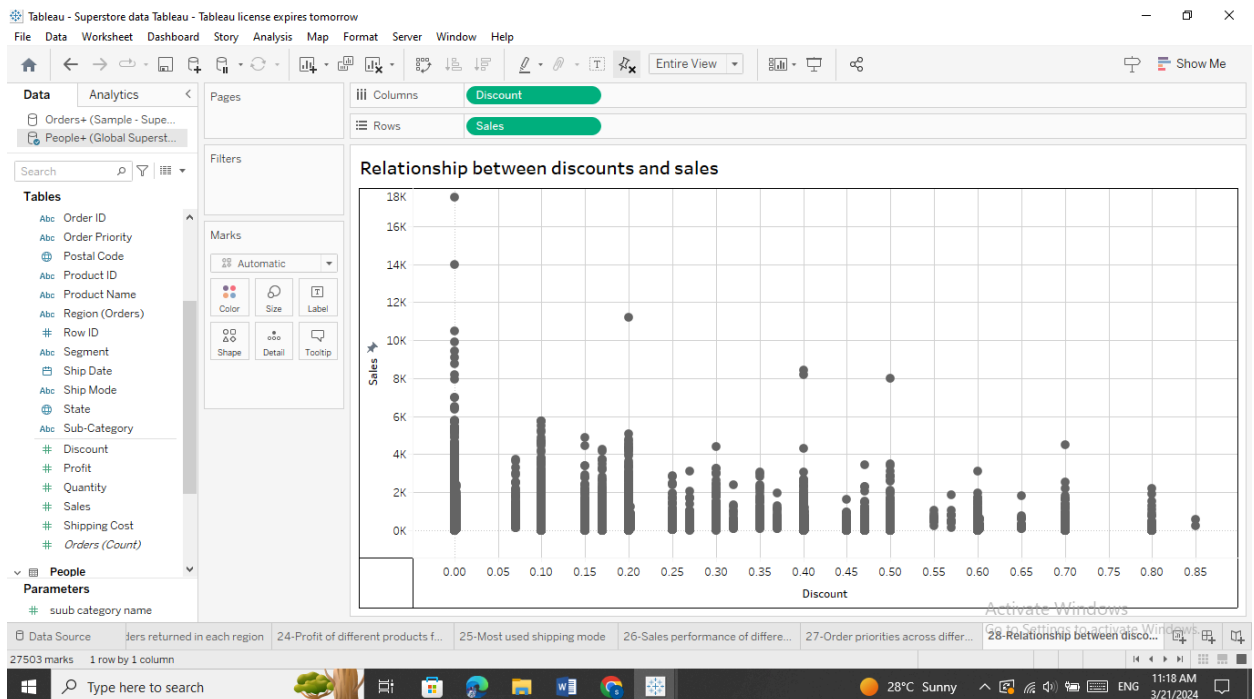 Tableau - Superstore data Tableau - Tableau license expires tomorrow
File Data Worksheet Dashboard Story Analysis Map Format Server Window Help
Entire View
Show Me
Data Analytics
Orders+ (Sample - Supe...
People+ (Global Superst...
Search
Tables
Abc Order ID
Abc Order Priority
Postal Code
Abc Product ID
Abc Product Name
Abc Region (Orders)
# Row ID
Abc Segment
Ship Date
Abc Ship Mode
State
Abc Sub-Category
# Discount
# Profit
# Quantity
# Sales
# Shipping Cost
# Orders (Count)
People
Parameters
# suub category name
Pages
Filters
Marks
Automatic
Color Size Label
Shape Detail Tooltip
Columns Discount
Rows Sales
Relationship between discounts and sales
18K
16K
14K
12K
10K
8K
6K
4K
2K
0K
Sales
0.00 0.05 0.10 0.15 0.20 0.25 0.30 0.35 0.40 0.45 0.50 0.55 0.60 0.65 0.70 0.75 0.80 0.85
Discount
Activate Windows
Go to Settings to activate Windows.
Data Source ders returned in each region 24-Profit of different products f... 25-Most used shipping mode 26-Sales performance of differe... 27-Order priorities across differ... 28-Relationship between disco...
27503 marks 1 row by 1 column
Type here to search
28°C Sunny
ENG
11:18 AM
3/21/2024